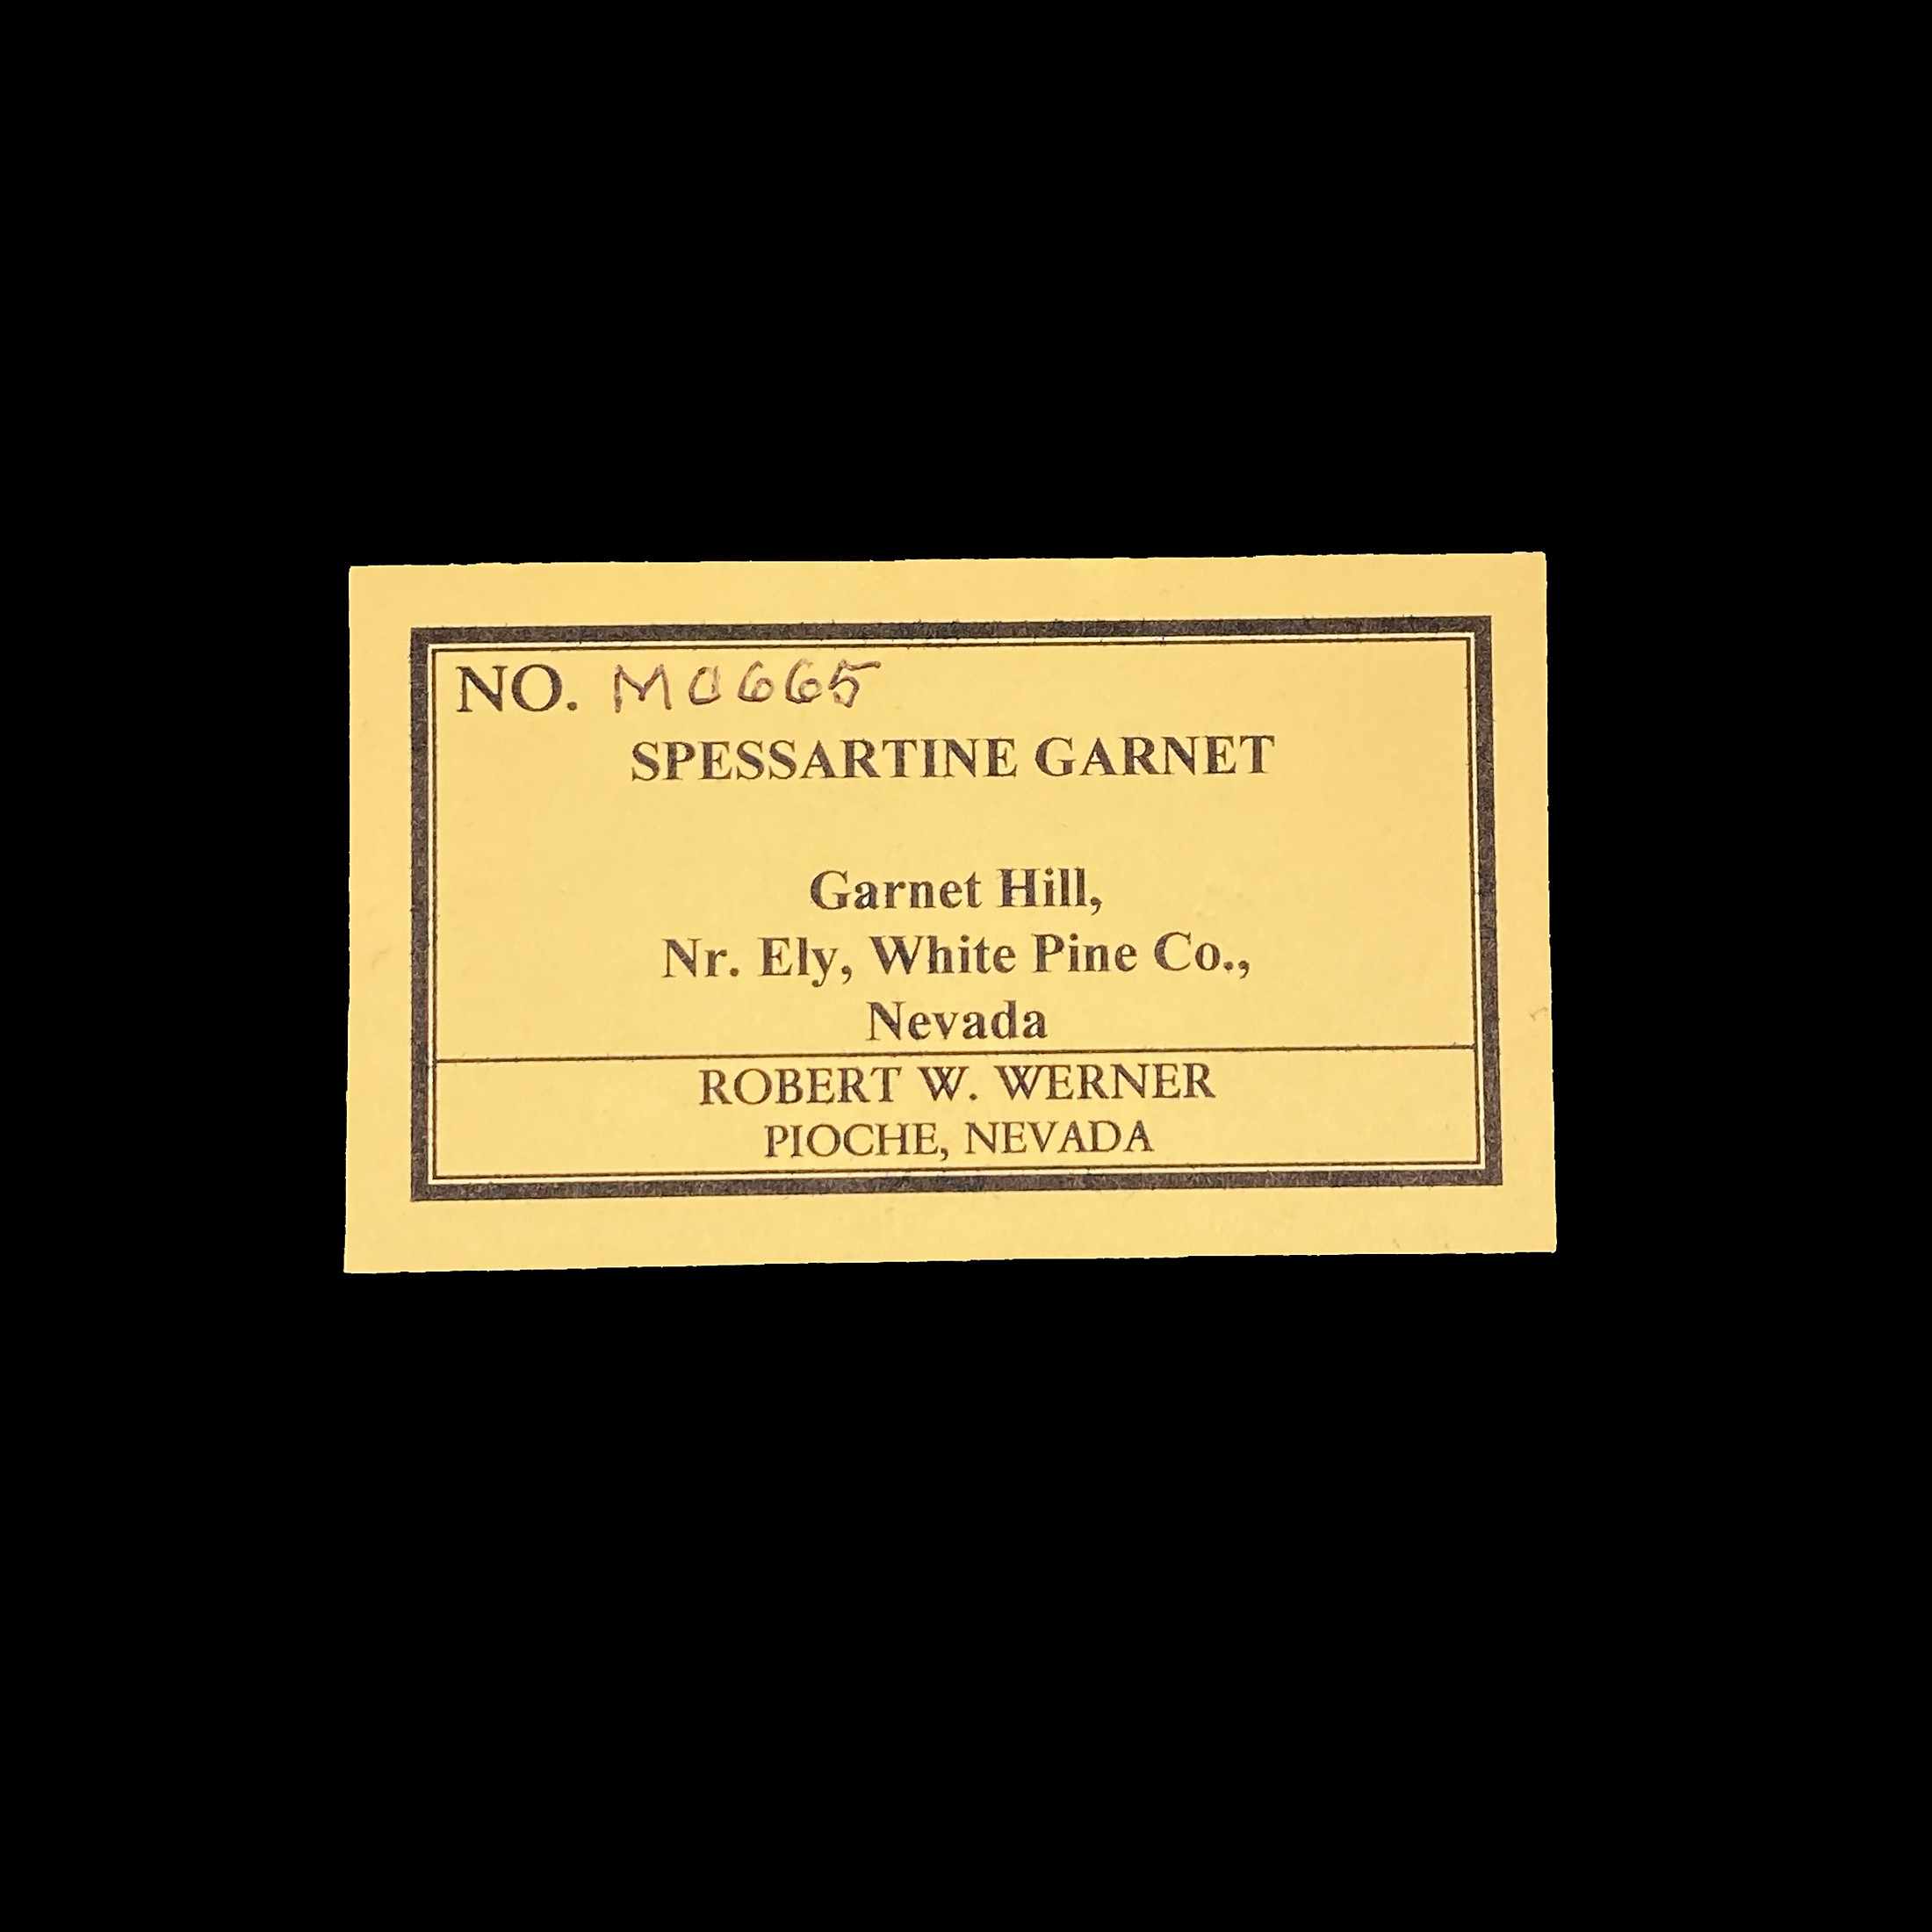 NO. M0665
SPESSARTINE GARNET
Garnet Hill,
Nr. Ely, White Pine Co.,
Nevada
ROBERT W. WERNER
PIOCHE, NEVADA